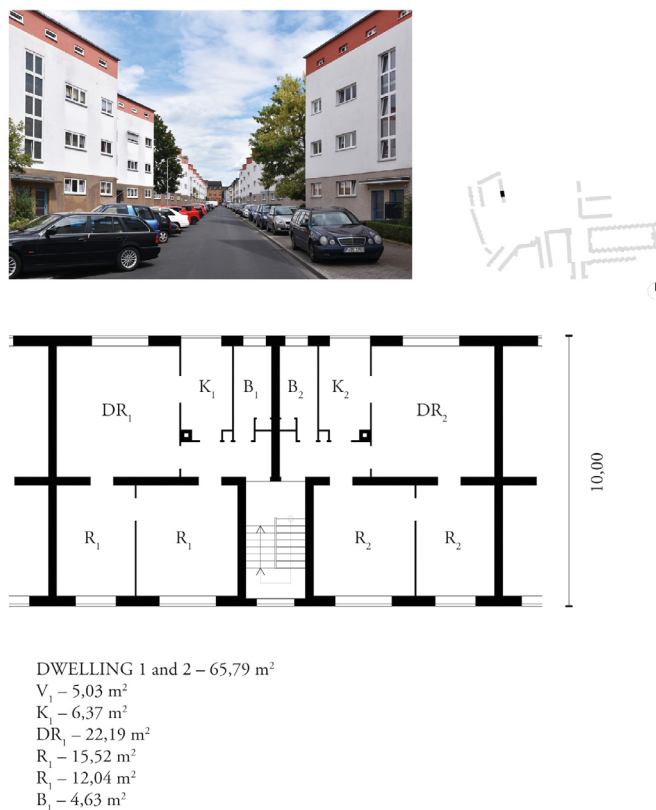 K₁ B₁ B₂ K₂
DR₁ DR₂
10,00
R₁ R₁ R₂ R₂
DWELLING 1 and 2 – 65,79 m²
V₁ – 5,03 m²
K₁ – 6,37 m²
DR₁ – 22,19 m²
R₁ – 15,52 m²
R₁ – 12,04 m²
B₁ – 4,63 m²